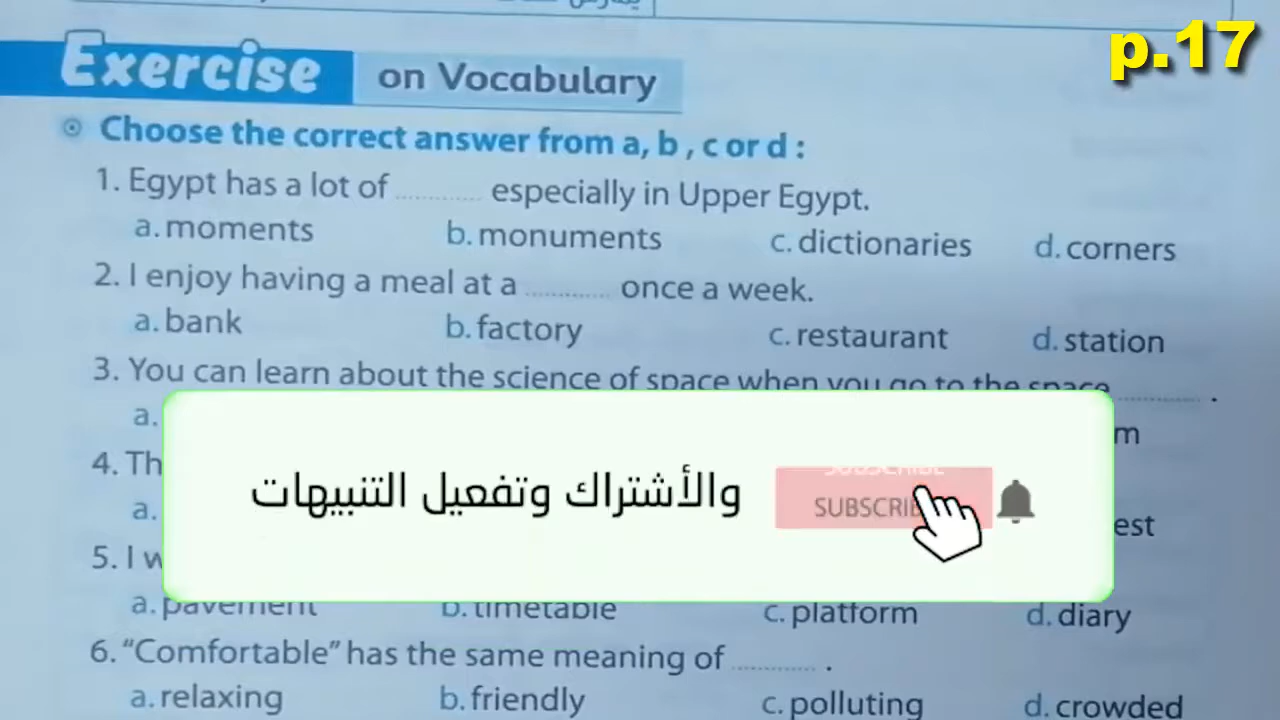 p.17
Exercise on Vocabulary
Choose the correct answer from a, b , c or d :
1. Egypt has a lot of ............ especially in Upper Egypt.
a. moments b. monuments c. dictionaries d. corners
2. I enjoy having a meal at a ............ once a week.
a. bank b. factory c. restaurant d. station
3. You can learn about the science of space when you go to the space ............ .
a.
4.
a.
والأشتراك وتفعيل التنبيهات
5. I
a. pavement b. timetable c. platform d. diary
6. “Comfortable” has the same meaning of ............ .
a. relaxing b. friendly c. polluting d. crowded